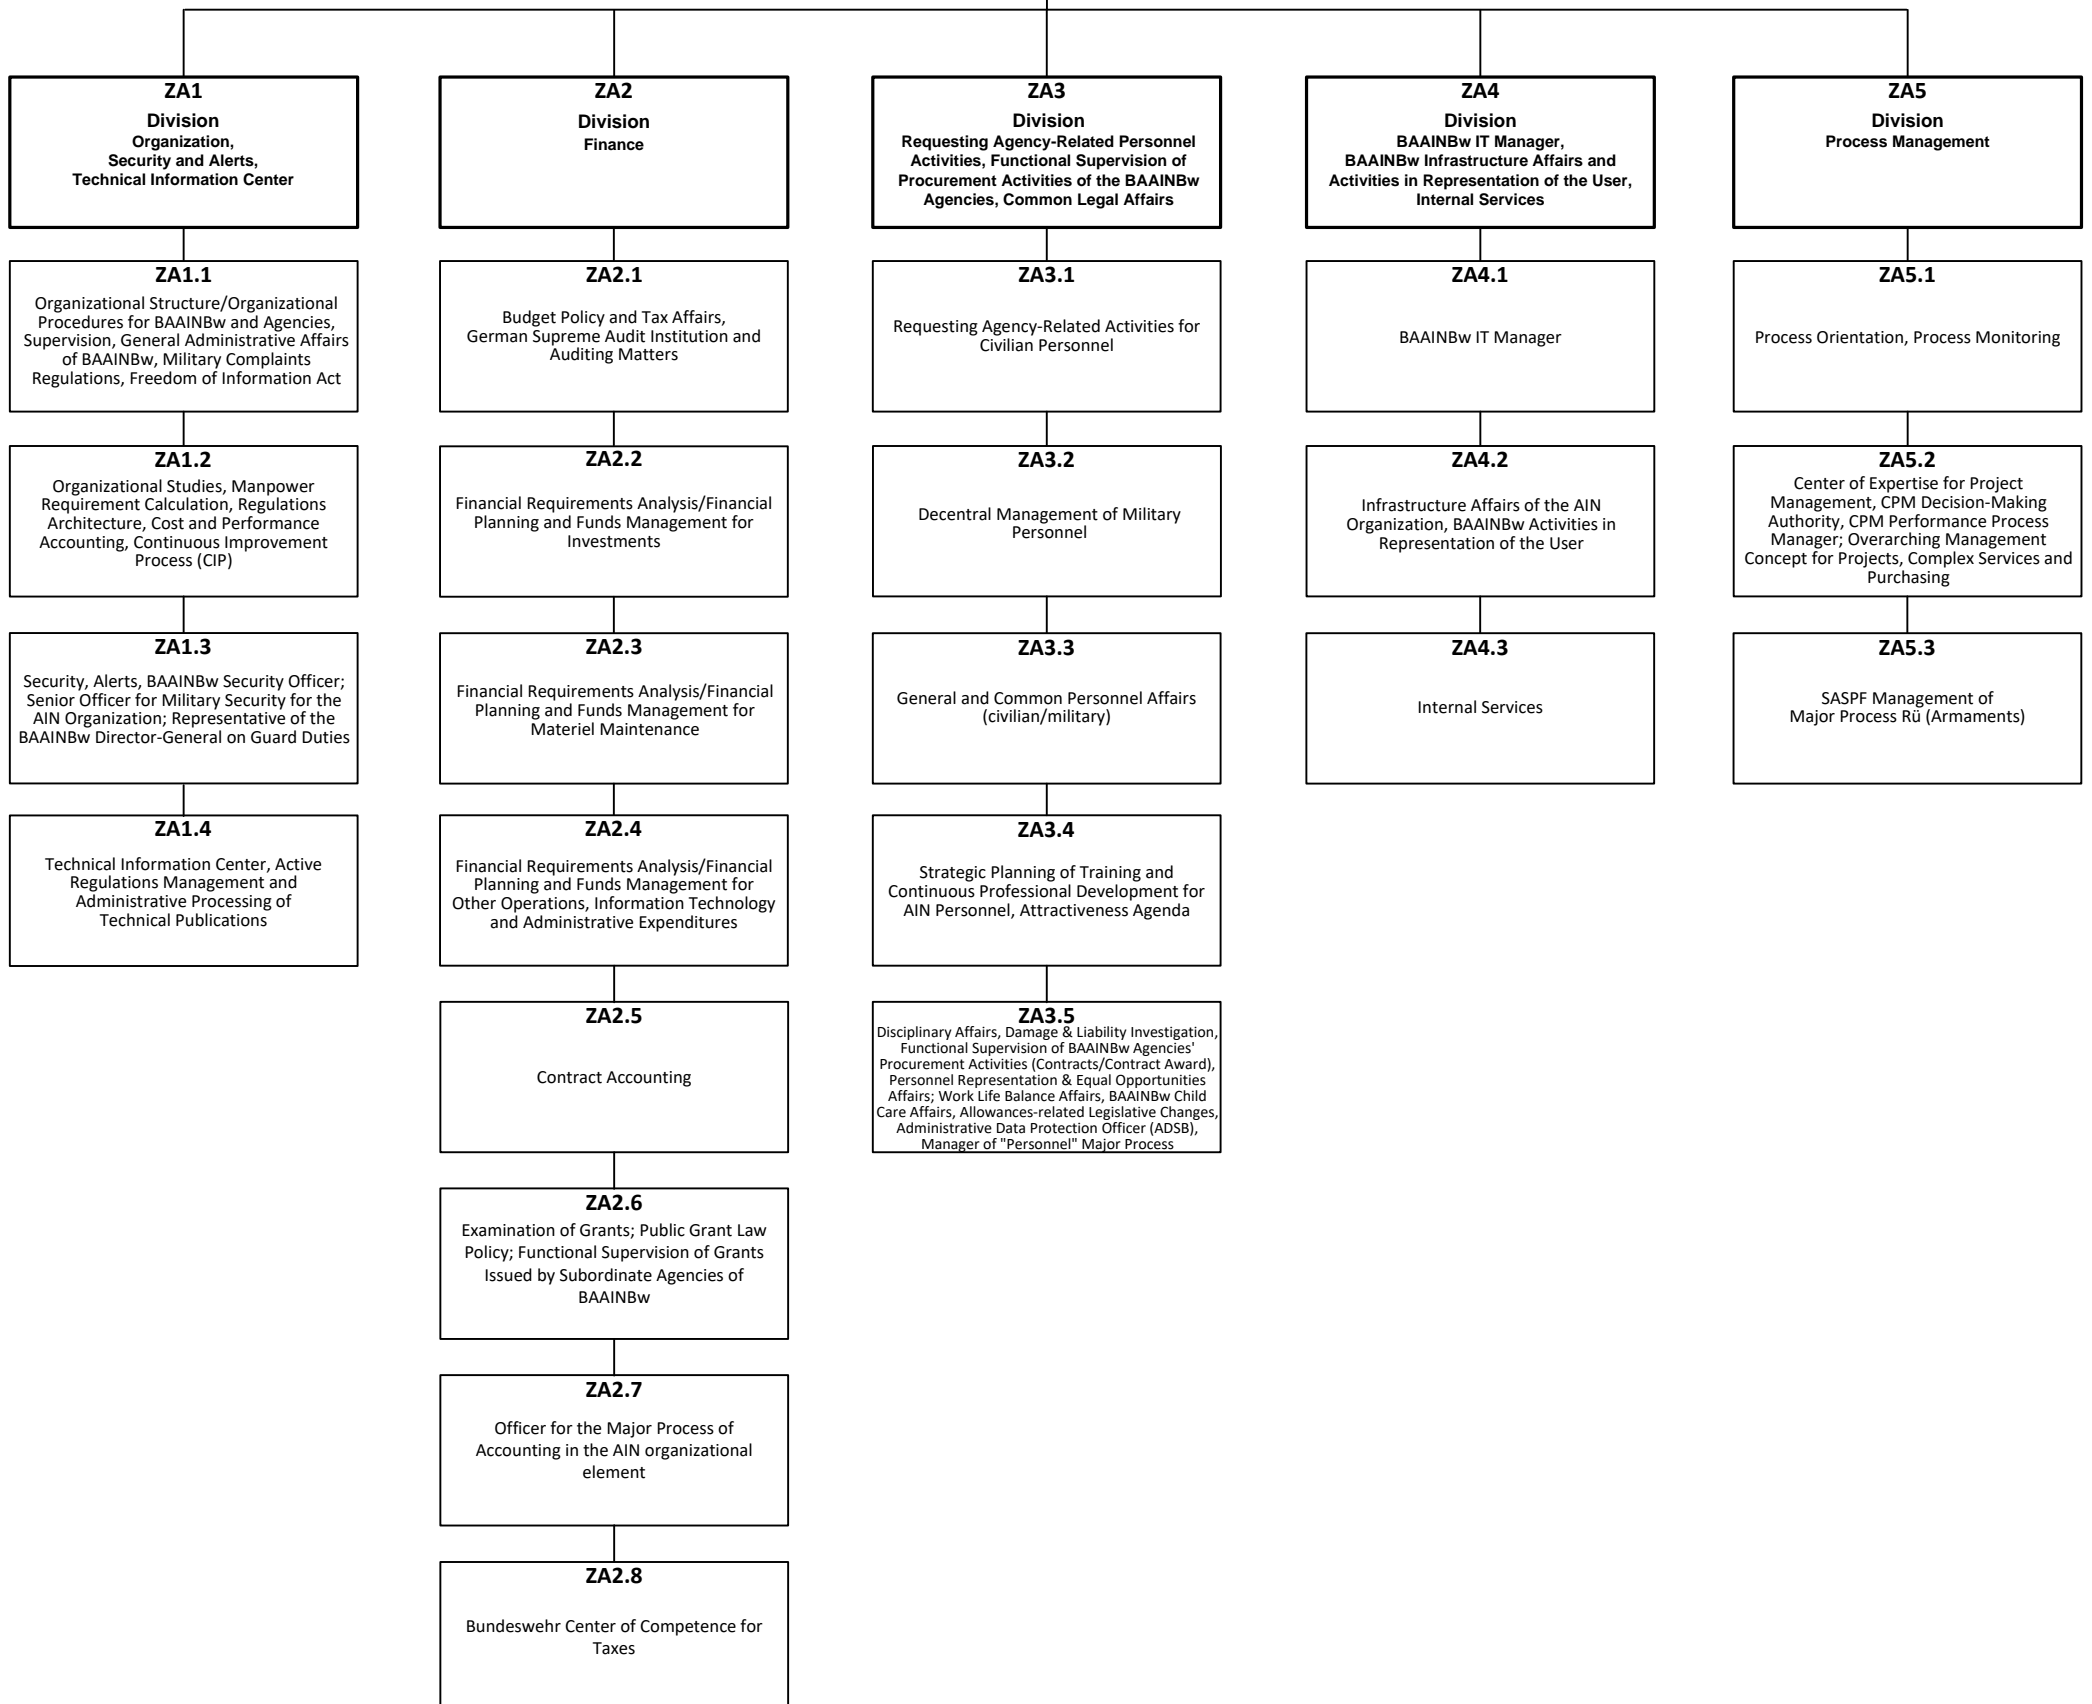 ZA1
Division
Organization,
Security and Alerts,
Technical Information Center
ZA1.1
Organizational Structure/Organizational
Procedures for BAAINBw and Agencies,
Supervision, General Administrative Affairs
of BAAINBw, Military Complaints
Regulations, Freedom of Information Act
ZA1.2
Organizational Studies, Manpower
Requirement Calculation, Regulations
Architecture, Cost and Performance
Accounting, Continuous Improvement
Process (CIP)
ZA1.3
Security, Alerts, BAAINBw Security Officer;
Senior Officer for Military Security for the
AIN Organization; Representative of the
BAAINBw Director-General on Guard Duties
ZA1.4
Technical Information Center, Active
Regulations Management and
Administrative Processing of
Technical Publications
ZA2
Division
Finance
ZA2.1
Budget Policy and Tax Affairs,
German Supreme Audit Institution and
Auditing Matters
ZA2.2
Financial Requirements Analysis/Financial
Planning and Funds Management for
Investments
ZA2.3
Financial Requirements Analysis/Financial
Planning and Funds Management for
Materiel Maintenance
ZA2.4
Financial Requirements Analysis/Financial
Planning and Funds Management for
Other Operations, Information Technology
and Administrative Expenditures
ZA2.5
Contract Accounting
ZA2.6
Examination of Grants; Public Grant Law
Policy; Functional Supervision of Grants
Issued by Subordinate Agencies of
BAAINBw
ZA2.7
Officer for the Major Process of
Accounting in the AIN organizational
element
ZA2.8
Bundeswehr Center of Competence for
Taxes
ZA3
Division
Requesting Agency-Related Personnel
Activities, Functional Supervision of
Procurement Activities of the BAAINBw
Agencies, Common Legal Affairs
ZA3.1
Requesting Agency-Related Activities for
Civilian Personnel
ZA3.2
Decentral Management of Military
Personnel
ZA3.3
General and Common Personnel Affairs
(civilian/military)
ZA3.4
Strategic Planning of Training and
Continuous Professional Development for
AIN Personnel, Attractiveness Agenda
ZA3.5
Disciplinary Affairs, Damage & Liability Investigation,
Functional Supervision of BAAINBw Agencies'
Procurement Activities (Contracts/Contract Award),
Personnel Representation & Equal Opportunities
Affairs; Work Life Balance Affairs, BAAINBw Child
Care Affairs, Allowances-related Legislative Changes,
Administrative Data Protection Officer (ADSB),
Manager of "Personnel" Major Process
ZA4
Division
BAAINBw IT Manager,
BAAINBw Infrastructure Affairs and
Activities in Representation of the User,
Internal Services
ZA4.1
BAAINBw IT Manager
ZA4.2
Infrastructure Affairs of the AIN
Organization, BAAINBw Activities in
Representation of the User
ZA4.3
Internal Services
ZA5
Division
Process Management
ZA5.1
Process Orientation, Process Monitoring
ZA5.2
Center of Expertise for Project
Management, CPM Decision-Making
Authority, CPM Performance Process
Manager; Overarching Management
Concept for Projects, Complex Services and
Purchasing
ZA5.3
SASPF Management of
Major Process Rü (Armaments)